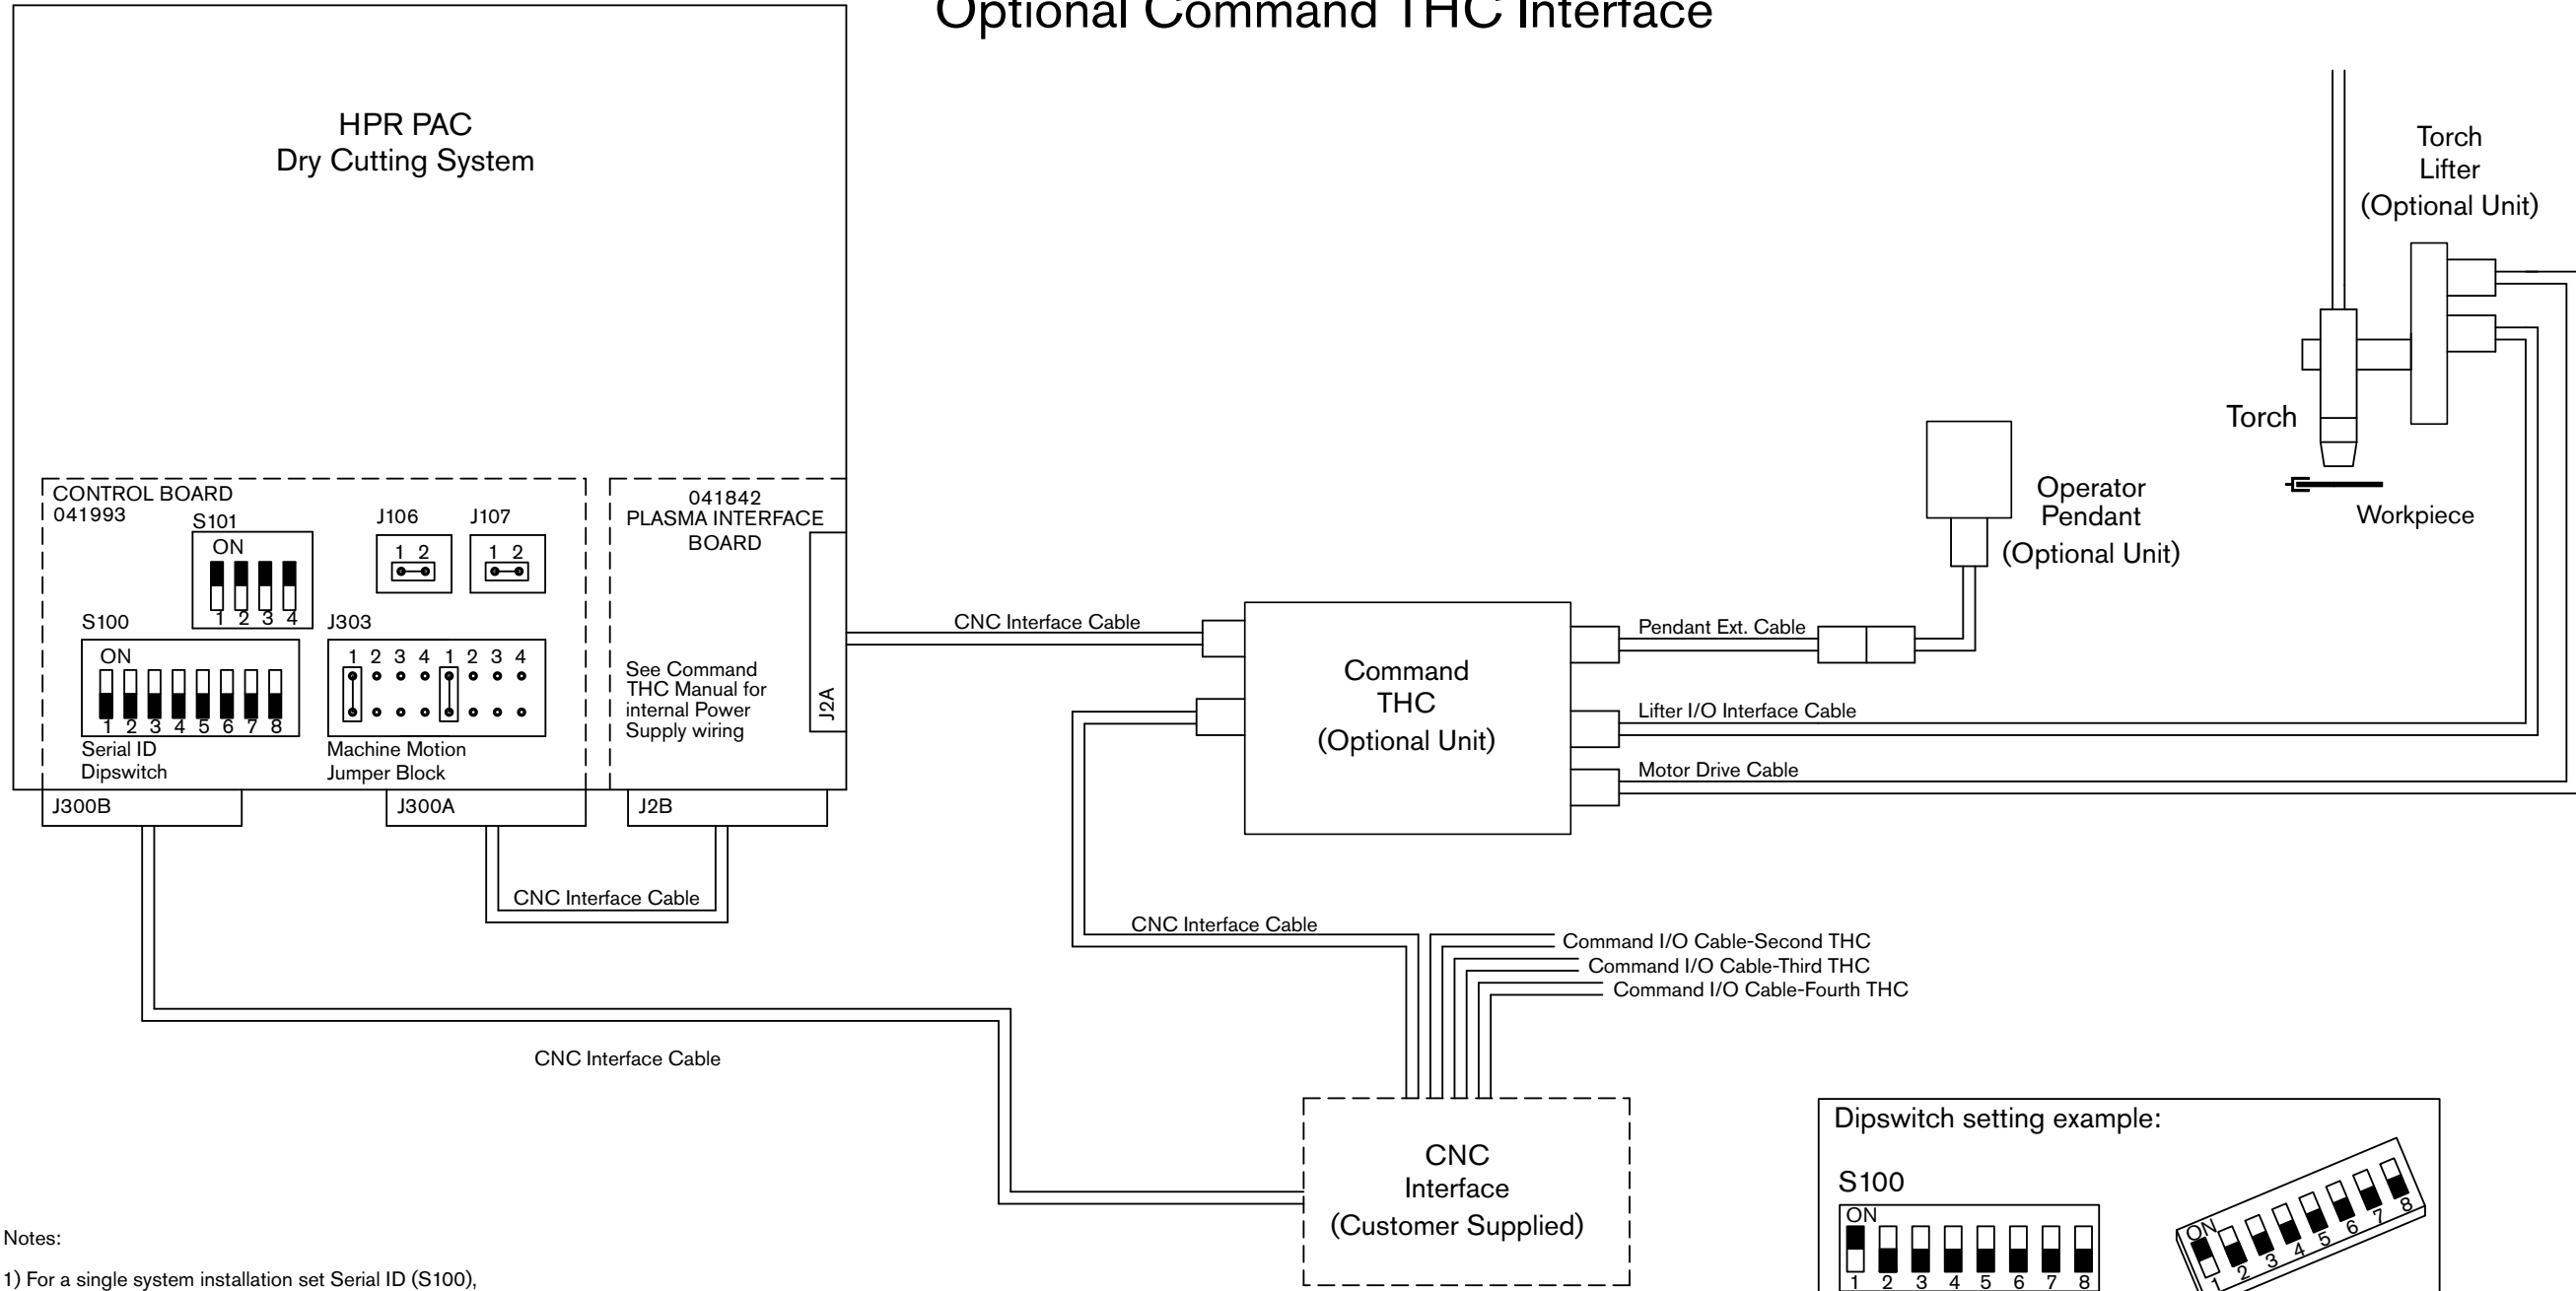 Optional Command THC Interface
HPR PAC
Dry Cutting System
Torch
Lifter
(Optional Unit)
Torch
Workpiece
Operator
Pendant
(Optional Unit)
CONTROL BOARD
041993
S101
ON
1 2 3 4
J106
1 2
J107
1 2
S100
ON
1 2 3 4 5 6 7 8
Serial ID
Dipswitch
J303
1 2 3 4 1 2 3 4
Machine Motion
Jumper Block
041842
PLASMA INTERFACE
BOARD
See Command
THC Manual for
internal Power
Supply wiring
J2A
J300B
J300A
J2B
CNC Interface Cable
Command
THC
(Optional Unit)
Pendant Ext. Cable
Lifter I/O Interface Cable
Motor Drive Cable
CNC Interface Cable
CNC Interface Cable
Command I/O Cable-Second THC
Command I/O Cable-Third THC
Command I/O Cable-Fourth THC
CNC Interface Cable
CNC
Interface
(Customer Supplied)
Dipswitch setting example:
S100
ON
1 2 3 4 5 6 7 8
ON
1 2 3 4 5 6 7 8
Notes:
1) For a single system installation set Serial ID (S100),